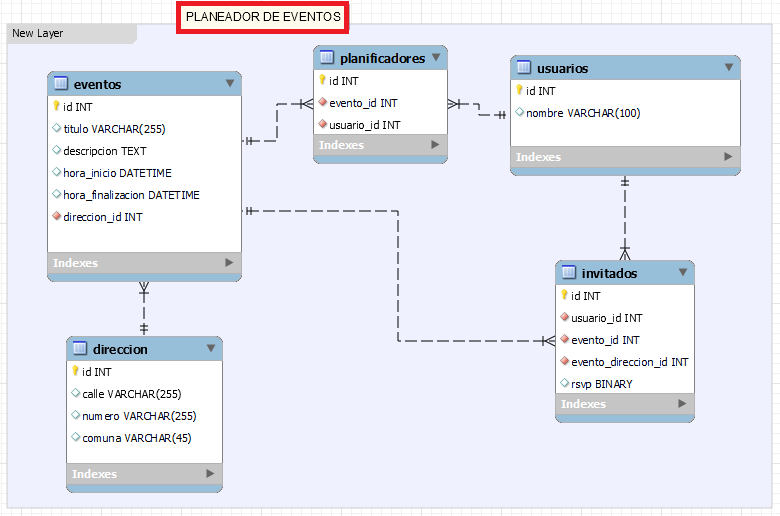 PLANEADOR DE EVENTOS
New Layer
eventos
id INT
titulo VARCHAR(255)
descripcion TEXT
hora_inicio DATETIME
hora_finalizacion DATETIME
direccion_id INT
Indexes
planificadores
id INT
evento_id INT
usuario_id INT
Indexes
usuarios
id INT
nombre VARCHAR(100)
Indexes
direccion
id INT
calle VARCHAR(255)
numero VARCHAR(255)
comuna VARCHAR(45)
Indexes
invitados
id INT
usuario_id INT
evento_id INT
evento_direccion_id INT
rsvp BINARY
Indexes